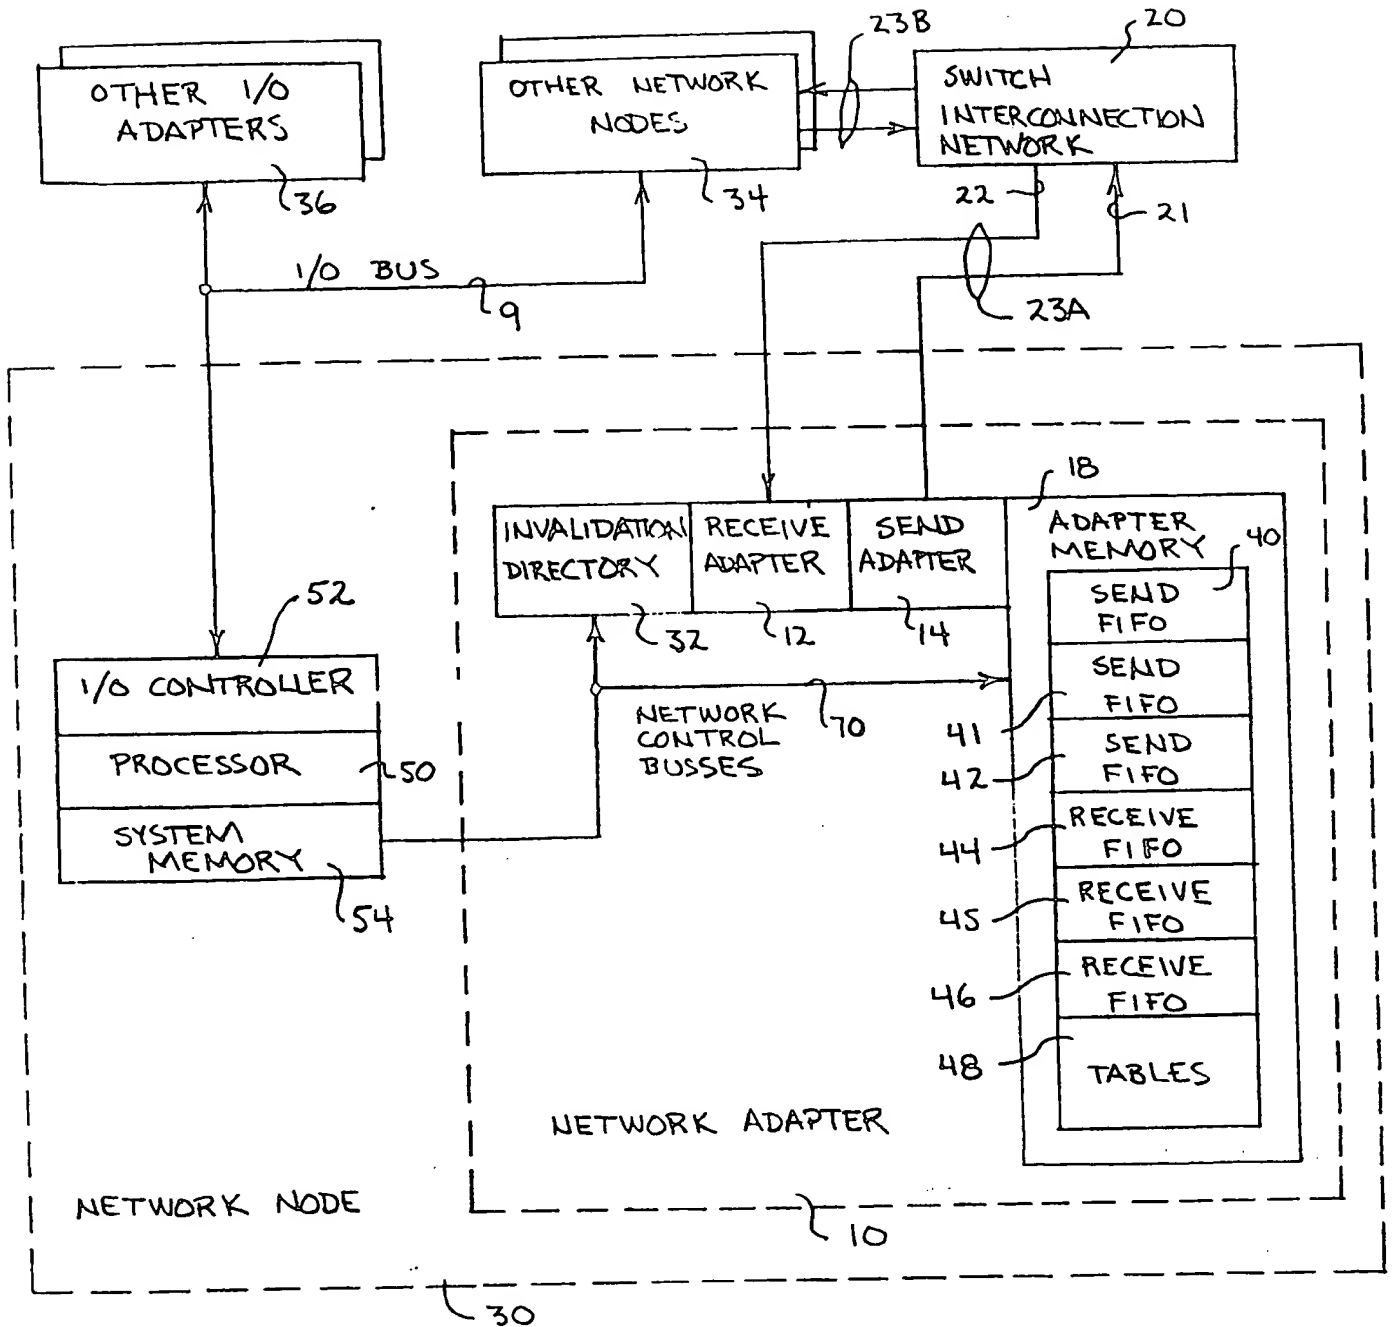 23B
20
OTHER I/O
ADAPTERS
36
OTHER NETWORK
NODES
34
SWITCH
INTERCONNECTION
NETWORK
22
21
23A
I/O BUS
9
18
INVALIDATION
DIRECTORY
32
RECEIVE
ADAPTER
12
SEND
ADAPTER
14
ADAPTER
MEMORY
40
SEND
FIFO
SEND
FIFO
41
SEND
FIFO
42
RECEIVE
FIFO
44
RECEIVE
FIFO
45
RECEIVE
FIFO
46
TABLES
48
52
I/O CONTROLLER
PROCESSOR
50
SYSTEM
MEMORY
54
NETWORK
CONTROL
BUSSES
70
NETWORK ADAPTER
10
NETWORK NODE
30